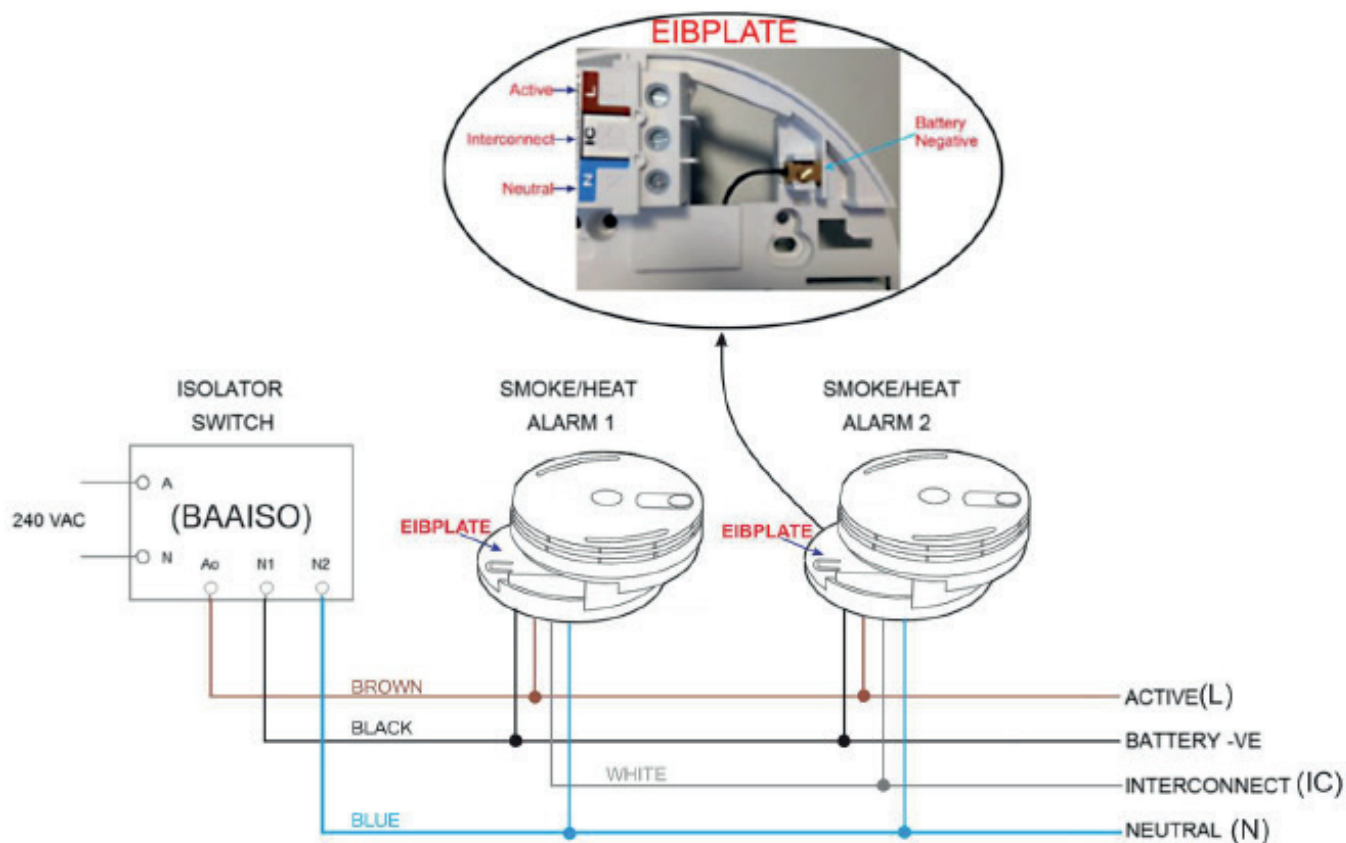 EIBPLATE
Active
L
Interconnect
IC
Neutral
N
Battery
Negative
ISOLATOR
SWITCH
SMOKE/HEAT
ALARM 1
SMOKE/HEAT
ALARM 2
240 VAC
A
(BAAISO)
N
Ao
N1
N2
EIBPLATE
EIBPLATE
BROWN
ACTIVE(L)
BLACK
BATTERY -VE
WHITE
INTERCONNECT (IC)
BLUE
NEUTRAL (N)